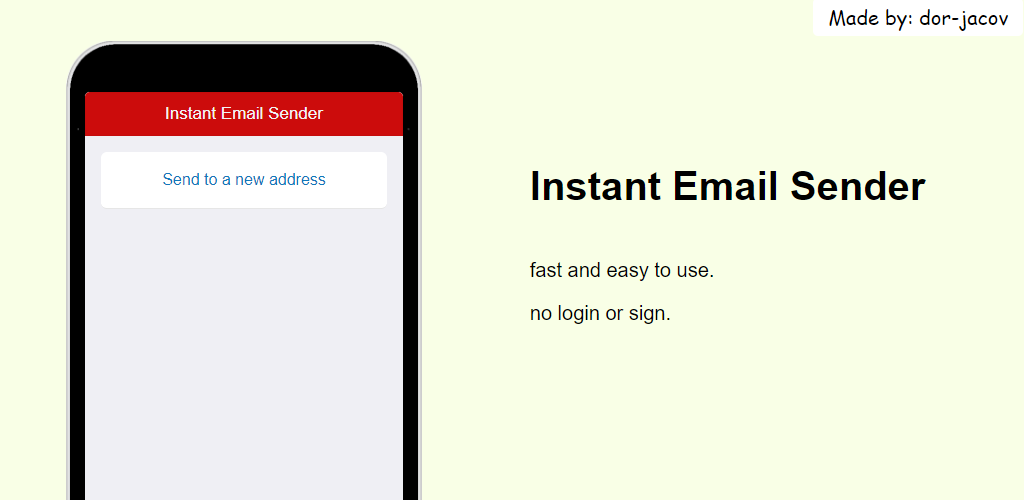 Made by: dor-jacov
Instant Email Sender
Send to a new address
Instant Email Sender
fast and easy to use.
no login or sign.